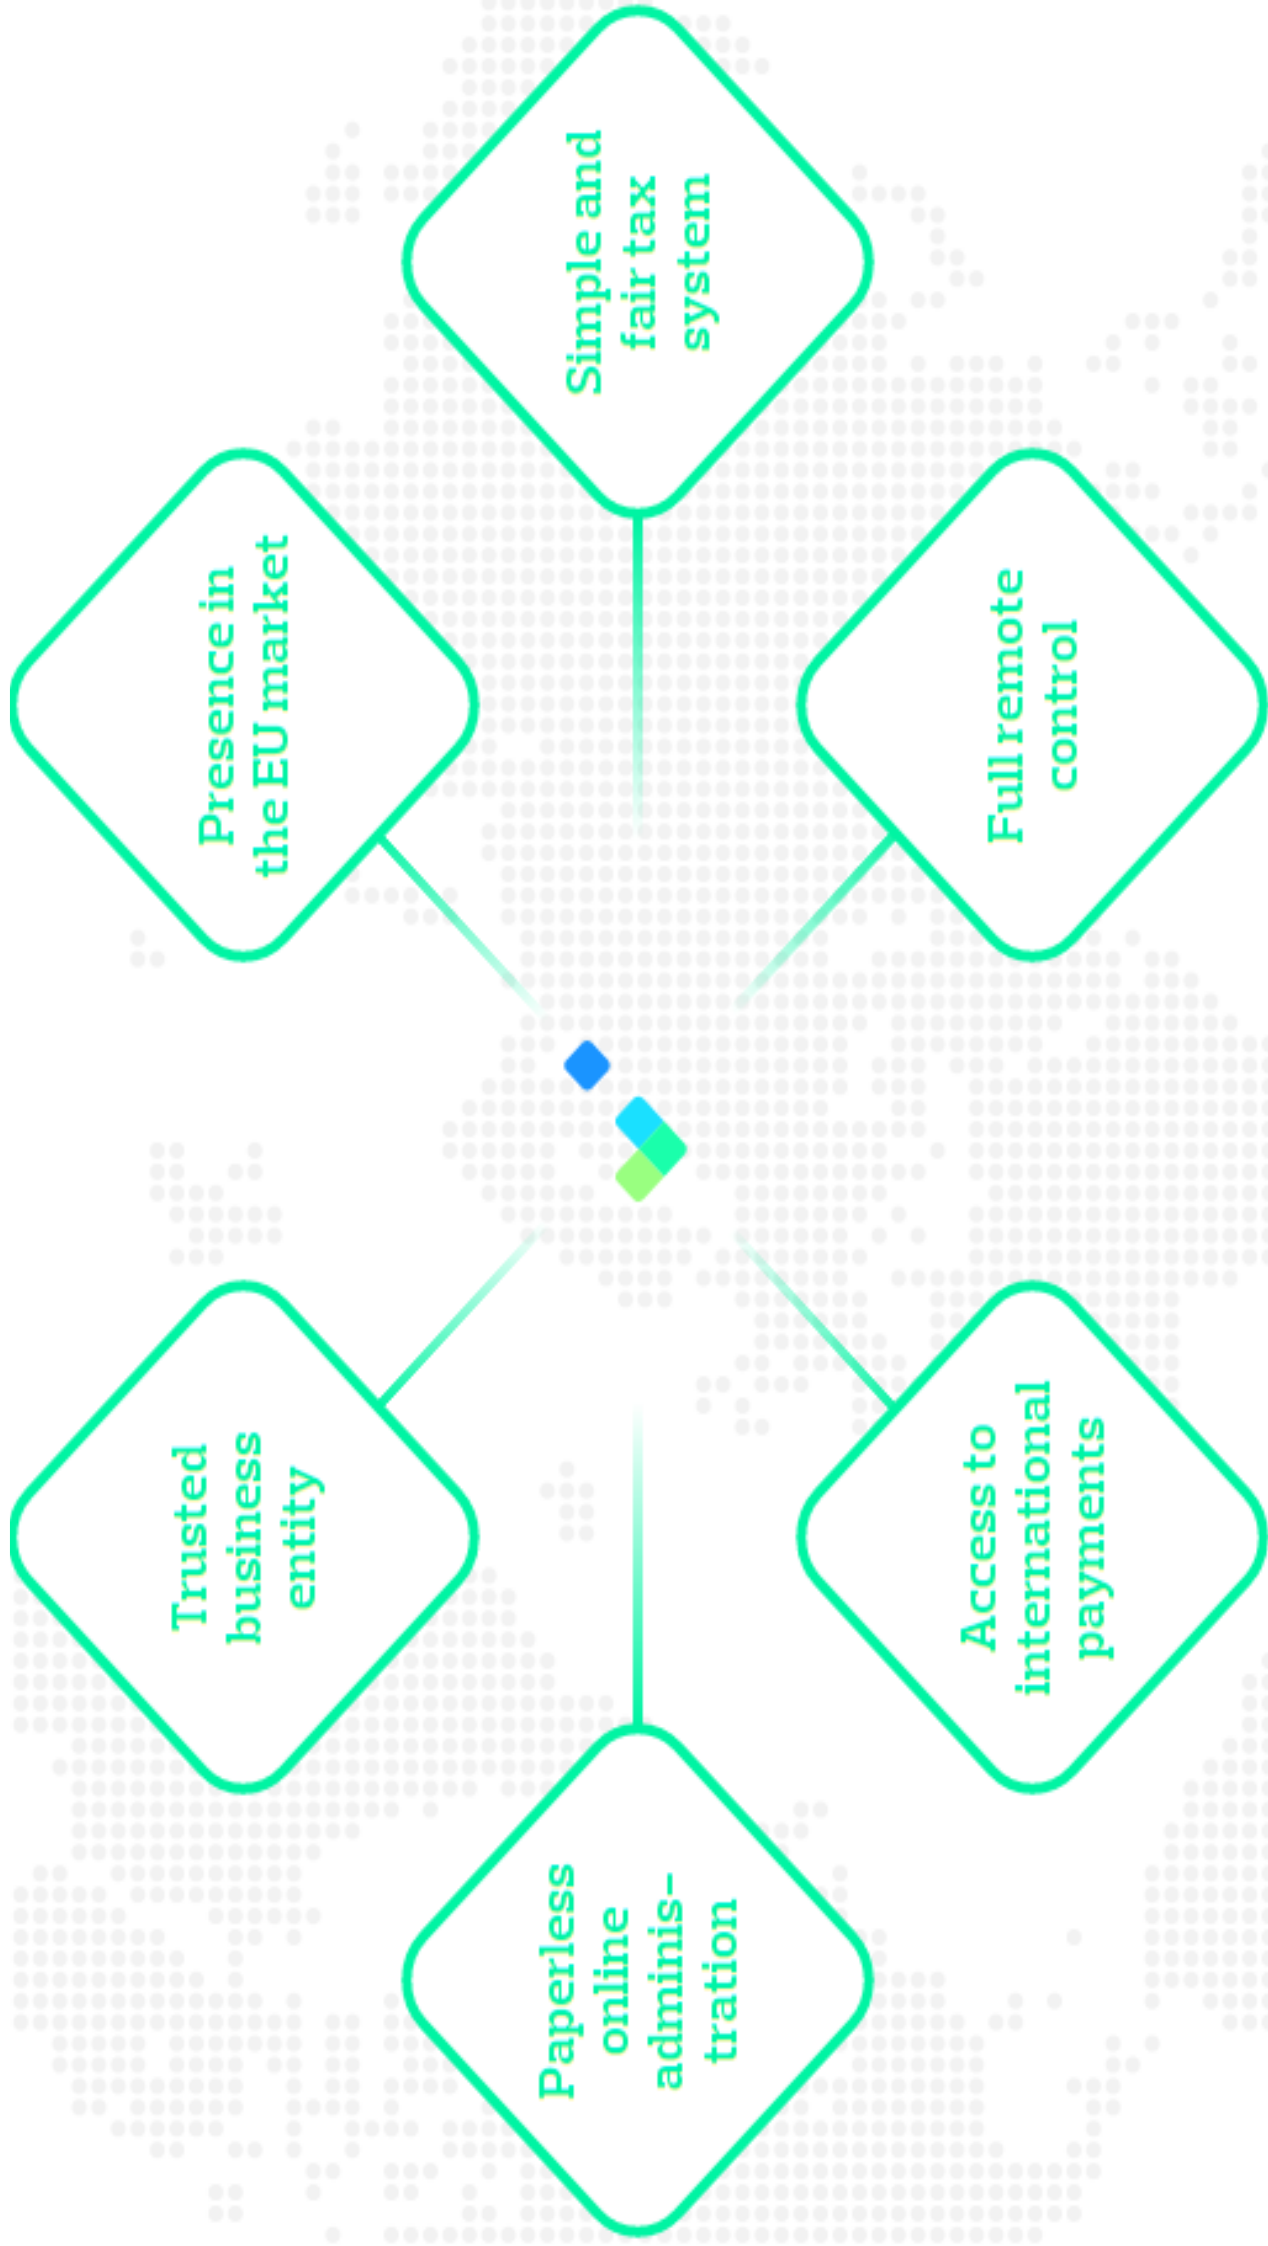 Trusted
business
entity
Presence in
the EU market
Paperless
online
adminis-
tration
Simple and
fair tax
system
Access to
international
payments
Full remote
control